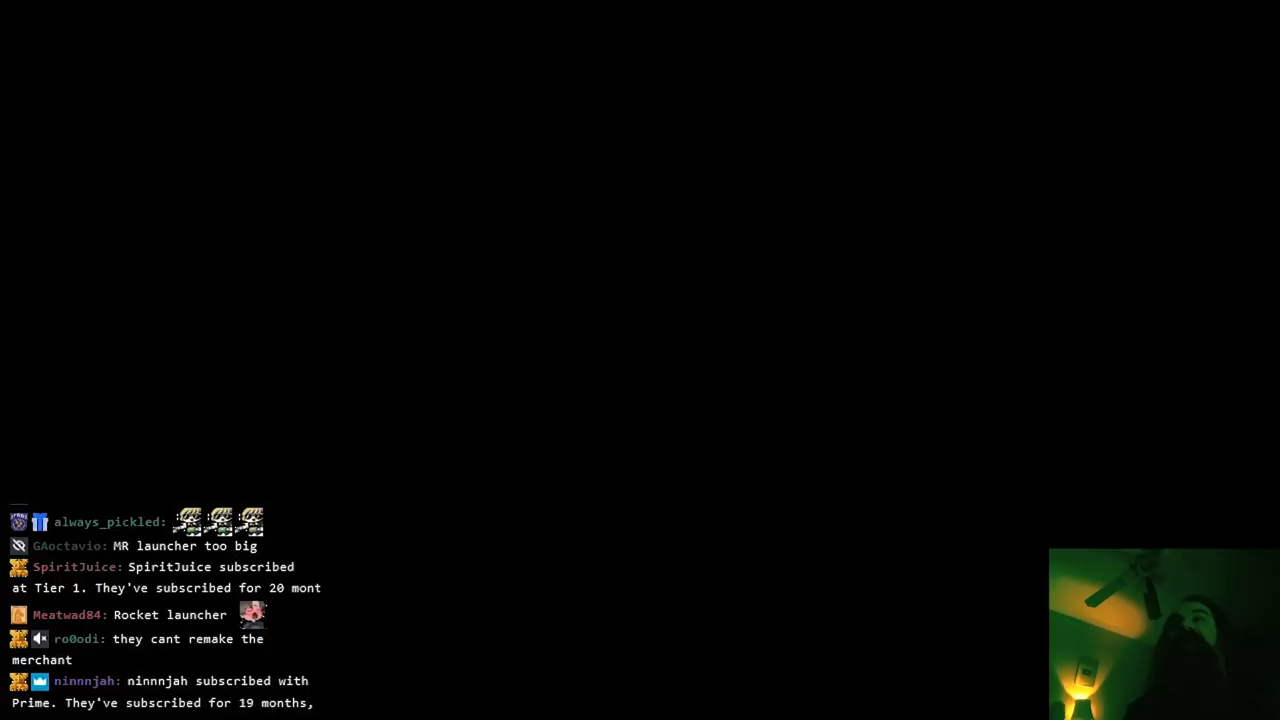 always_pickled:
GAoctavio: MR launcher too big
SpiritJuice: SpiritJuice subscribed
at Tier 1. They've subscribed for 20 mont
Meatwad84: Rocket launcher
ro0odi: they cant remake the
merchant
ninnnjah: ninnnjah subscribed with
Prime. They've subscribed for 19 months,